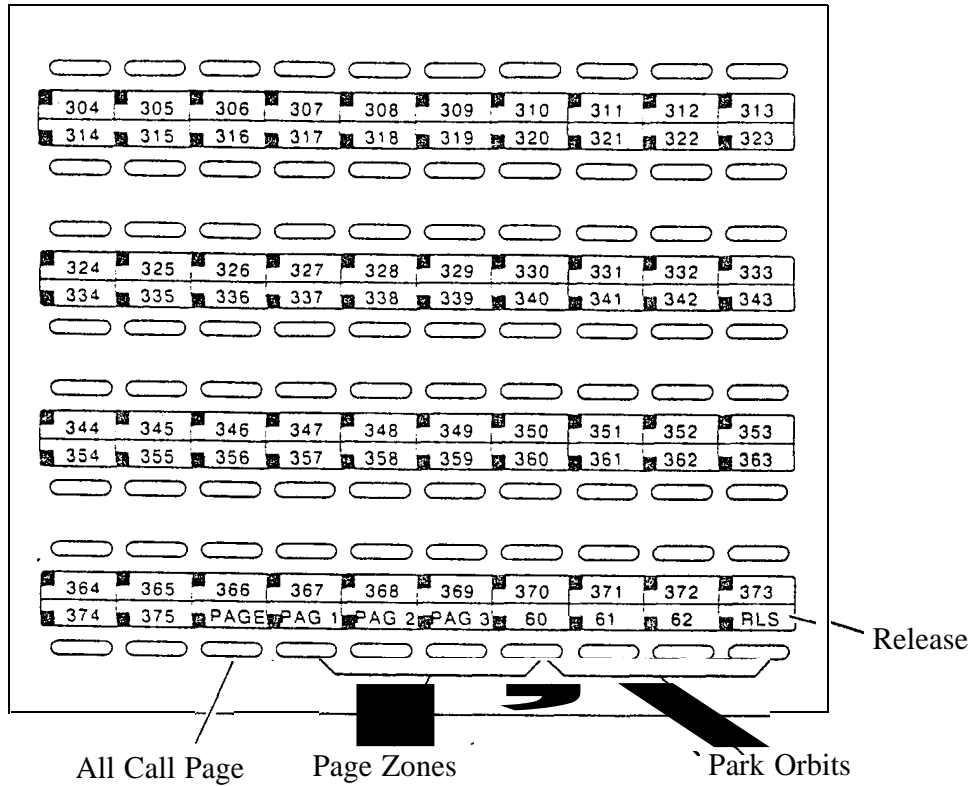 304 305 306 307 308 309 310 311 312 313
314 315 316 317 318 319 320 321 322 323
324 325 326 327 328 329 330 331 332 333
334 335 336 337 338 339 340 341 342 343
344 345 346 347 348 349 350 351 352 353
354 355 356 357 358 359 360 361 362 363
364 365 366 367 368 369 370 371 372 373
374 375 PAGE PAG 1 PAG 2 PAG 3 60 61 62 RLS
Release
All Call Page Page Zones Park Orbits